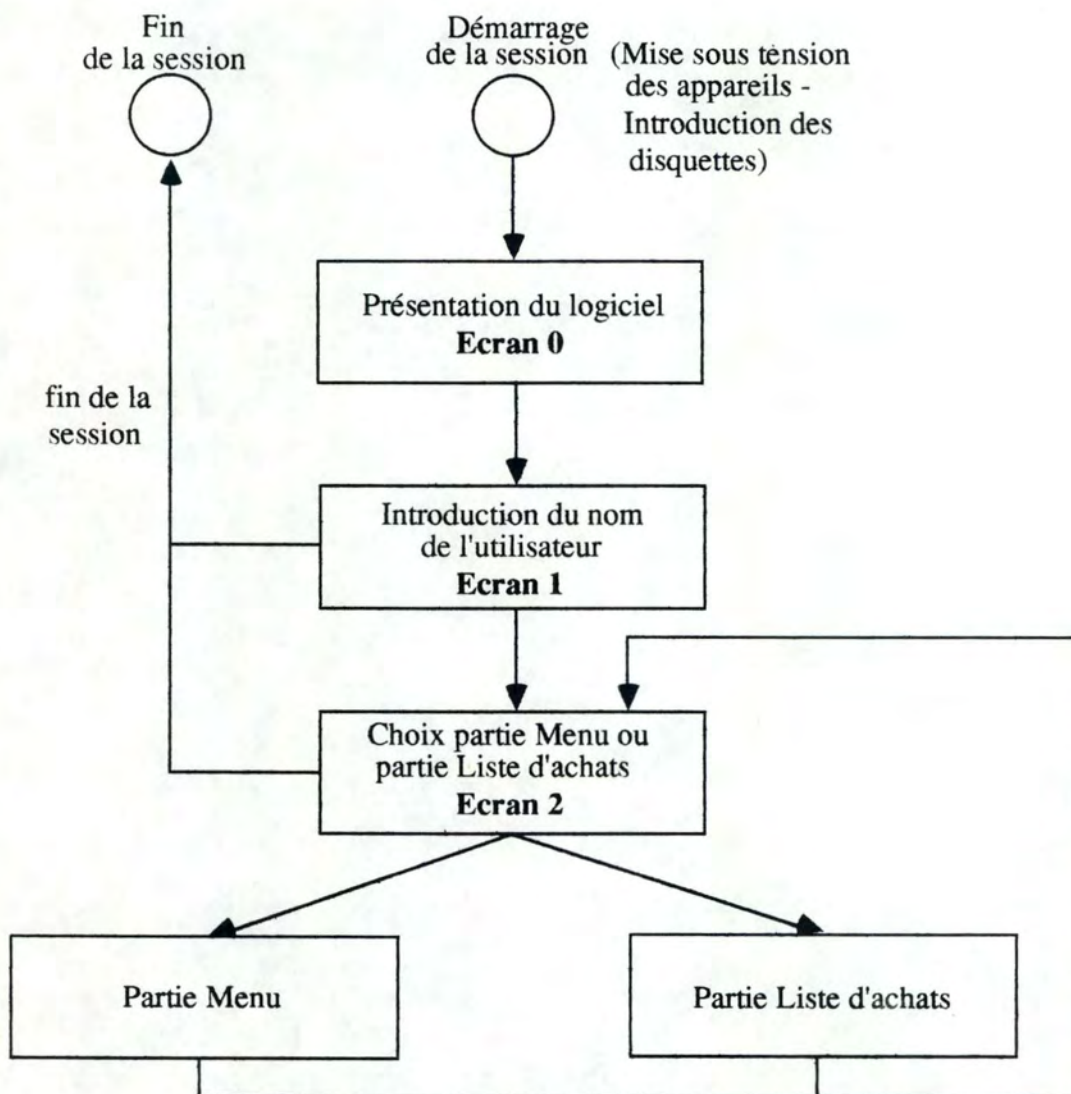 Fin
de la session
Démarrage
de la session
(Mise sous tension
des appareils -
Introduction des
disquettes)
Présentation du logiciel
Ecran 0
fin de la
session
Introduction du nom
de l'utilisateur
Ecran 1
Choix partie Menu ou
partie Liste d'achats
Ecran 2
Partie Menu
Partie Liste d'achats